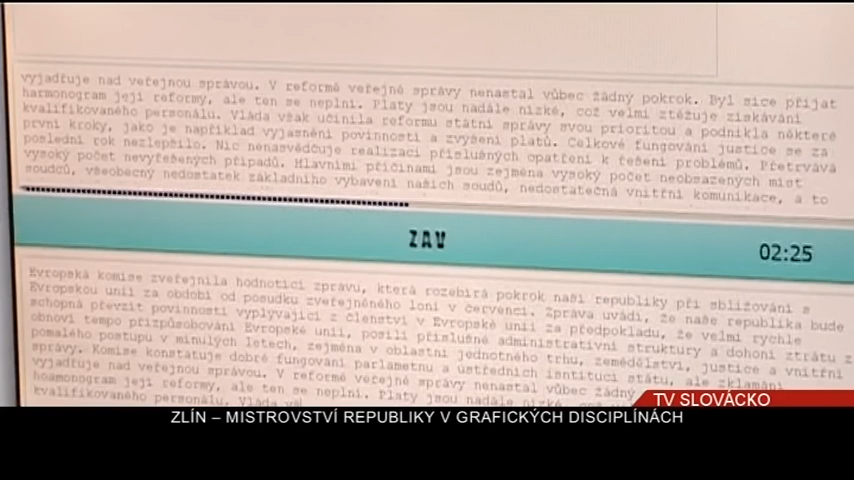 vyjadřuje nad veřejnou správou. V reformě veřejné správy nenastal vůbec žádný pokrok. Byl sice přijat
harmonogram její reformy, ale ten se neplní. Platy jsou nadále nízké, což velmi ztěžuje získávání
kvalifikovaného personálu. Vláda však učinila reformu státní správy svou prioritou a podnikla některé
první kroky, jako je například vyjasnění povinností a zvýšení platů. Celkové fungování justice se za
poslední rok nezlepšilo. Nic nenasvědčuje realizaci příslušných opatření k řešení problémů. Přetrvává
vysoký počet nevyřešených případů. Hlavními příčinami jsou zejména vysoký počet neobsazených míst
soudců, všeobecný nedostatek základního vybavení našich soudů, nedostatečná vnitřní komunikace, a to
ZAV
02:25
Evropská komise zveřejnila hodnotící zprávu, která rozebírá pokrok naší republiky při sbližování s
Evropskou unií za období od posudku zveřejněného loni v červenci. Zpráva uvádí, že naše republika bude
schopna převzít povinnosti vyplývající z členství v Evropské unii za předpokladu, že velmi rychle
obnoví tempo přizpůsobování Evropské unii, posílí příslušné administrativní struktury a dohoní ztrátu z
pomalého postupu v minulých letech, zejména v oblastní jednotného trhu, zemědělství, justice a vnitřní
správy. Komise konstatuje dobré fungování parlametnu a ústředních isntitucí státu, ale zklamání
vyjadřuje nad veřejnou správou. V reformě veřejné správy nenastal vůbec žádný
hoamonogram její reformy, ale ten se neplní. Platy jsou nadále nízké, což
kvalifikovaného personálu. Vláda
TV SLOVÁCKO
ZLÍN – MISTROVSTVÍ REPUBLIKY V GRAFICKÝCH DISCIPLÍNÁCH